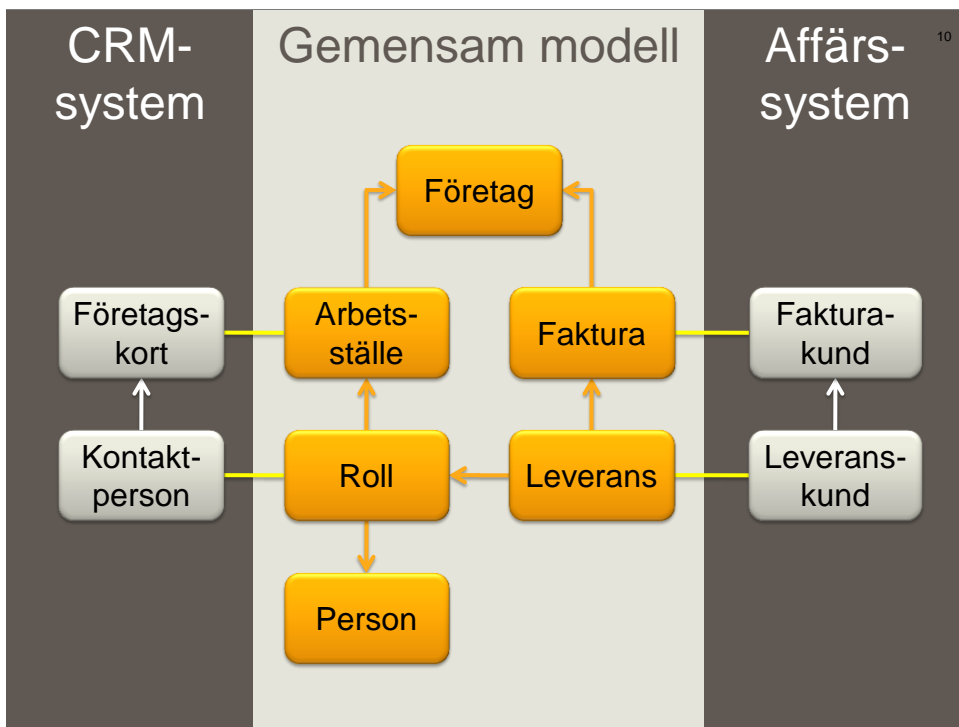 CRM-
system
Gemensam modell
Affärs-
system
10
Företag
Företags-
kort
Arbets-
ställe
Faktura
Faktura-
kund
Kontakt-
person
Roll
Leverans
Leverans-
kund
Person